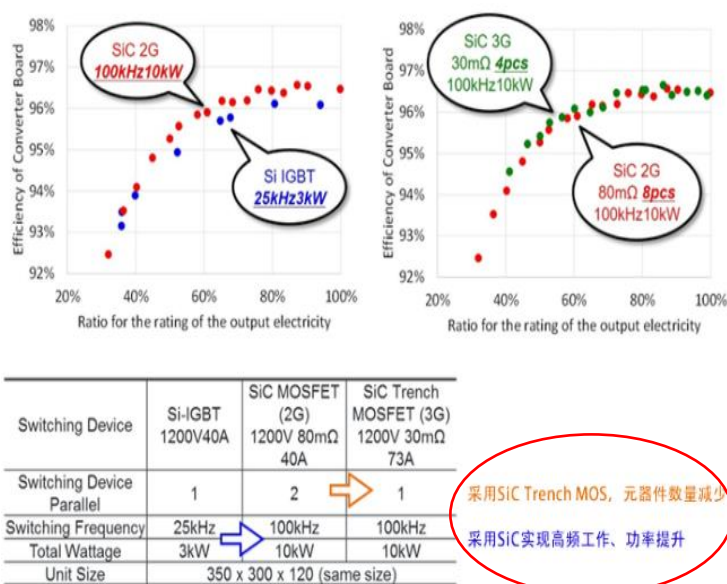 98%
97%
96%
95%
94%
93%
92%
Efficiency of Converter Board
SiC 2G
100kHz10kW
Si IGBT
25kHz3kW
20% 40% 60% 80% 100%
Ratio for the rating of the output electricity
98%
97%
96%
95%
94%
93%
92%
Efficiency of Converter Board
SiC 3G
30mΩ 4pcs
100kHz10kW
SiC 2G
80mΩ 8pcs
100kHz10kW
20% 40% 60% 80% 100%
Ratio for the rating of the output electricity
Switching Device
Si-IGBT
1200V40A
SiC MOSFET
(2G)
1200V 80mΩ
40A
SiC Trench
MOSFET (3G)
1200V 30mΩ
73A
Switching Device
Parallel
1 2 1
Switching Frequency 25kHz 100kHz 100kHz
Total Wattage 3kW 10kW 10kW
Unit Size 350 x 300 x 120 (same size)
采用SiC Trench MOS，元器件数量减少
采用SiC实现高频工作、功率提升